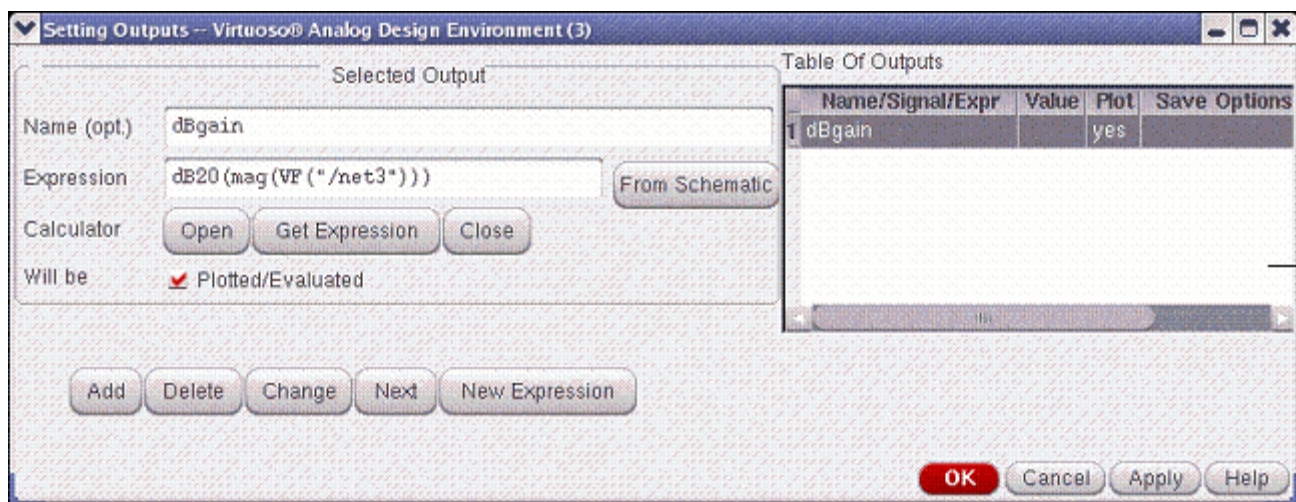 Setting Outputs -- Virtuoso® Analog Design Environment (3)
Selected Output
Name (opt.) dBgain
Expression dB20(mag(VF("/net3")))
From Schematic
Calculator Open Get Expression Close
Will be Plotted/Evaluated
Add Delete Change Next New Expression
Table Of Outputs
Name/Signal/Expr Value Plot Save Options
1 dBgain yes
OK Cancel Apply Help